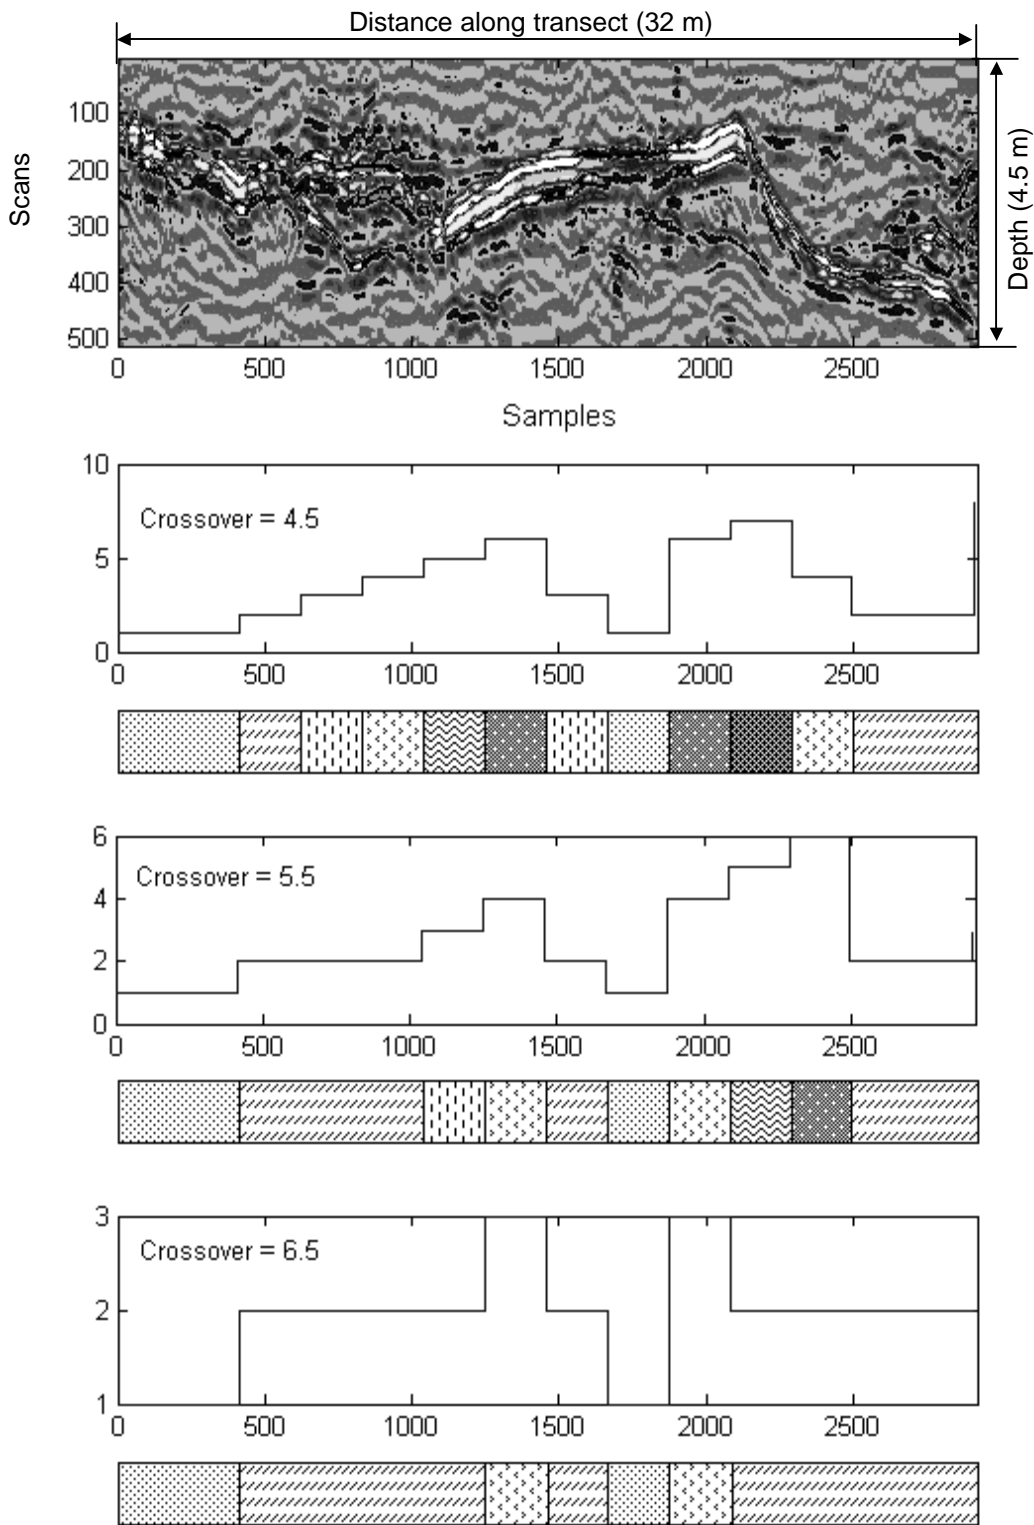 Distance along transect (32 m)
Scans
100
200
300
400
500
Depth (4.5 m)
0 500 1000 1500 2000 2500
Samples
10
5
0
Crossover = 4.5
0 500 1000 1500 2000 2500
6
4
2
0
Crossover = 5.5
0 500 1000 1500 2000 2500
3
2
1
Crossover = 6.5
0 500 1000 1500 2000 2500